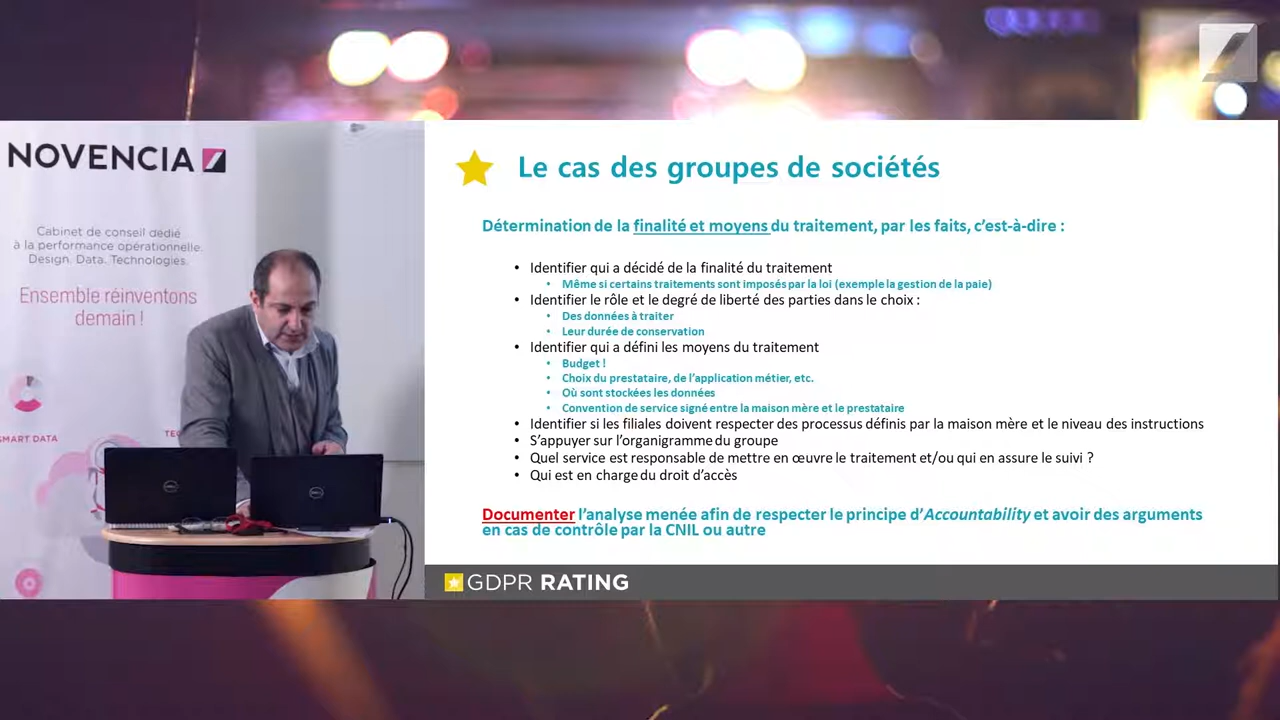 NOVENCIA
Cabinet de conseil dédié
à la performance opérationnelle.
Design. Data. Technologies.
Ensemble réinventons
demain !
SMART DATA
DELL
DELL
Le cas des groupes de sociétés
Détermination de la finalité et moyens du traitement, par les faits, c'est-à-dire :
• Identifier qui a décidé de la finalité du traitement
• Même si certains traitements sont imposés par la loi (exemple la gestion de la paie)
• Identifier le rôle et le degré de liberté des parties dans le choix :
• Des données à traiter
• Leur durée de conservation
• Identifier qui a défini les moyens du traitement
• Budget !
• Choix du prestataire, de l'application métier, etc.
• Où sont stockées les données
• Convention de service signé entre la maison mère et le prestataire
• Identifier si les filiales doivent respecter des processus définis par la maison mère et le niveau des instructions
• S'appuyer sur l'organigramme du groupe
• Quel service est responsable de mettre en œuvre le traitement et/ou qui en assure le suivi ?
• Qui est en charge du droit d'accès
Documenter l'analyse menée afin de respecter le principe d'Accountability et avoir des arguments
en cas de contrôle par la CNIL ou autre
GDPR RATING